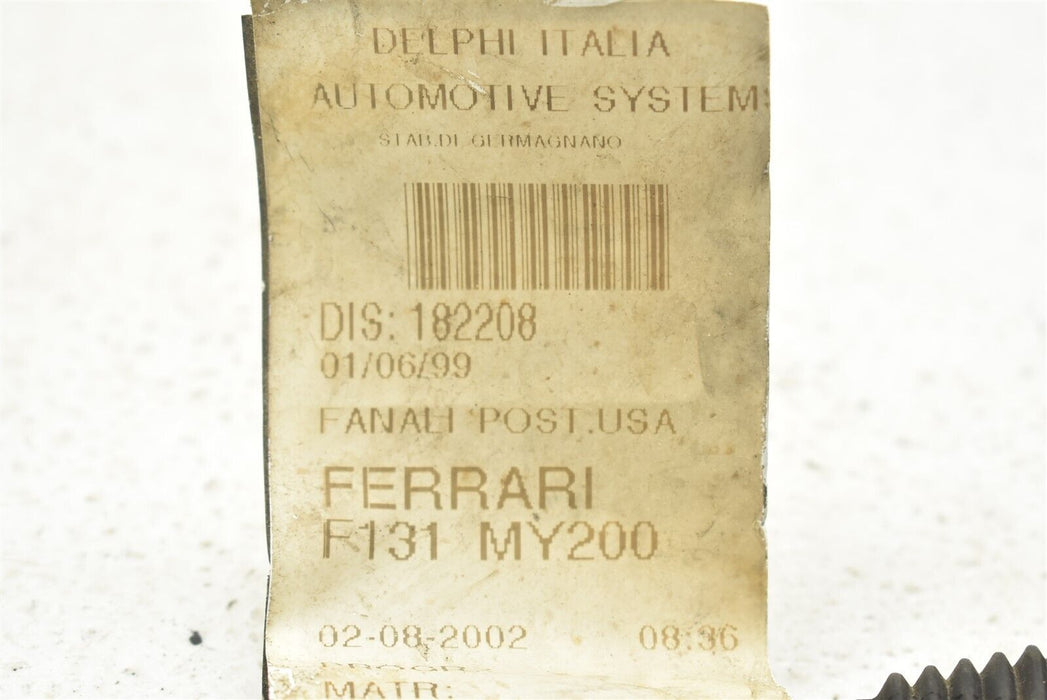 DELPHI ITALIA
AUTOMOTIVE SYSTEMS
STAB.DI GERMAGNANO
DIS: 182208
01/06/99
FANALI POST.USA
FERRARI
F131 MY200
02-08-2002 08:36
MATR: